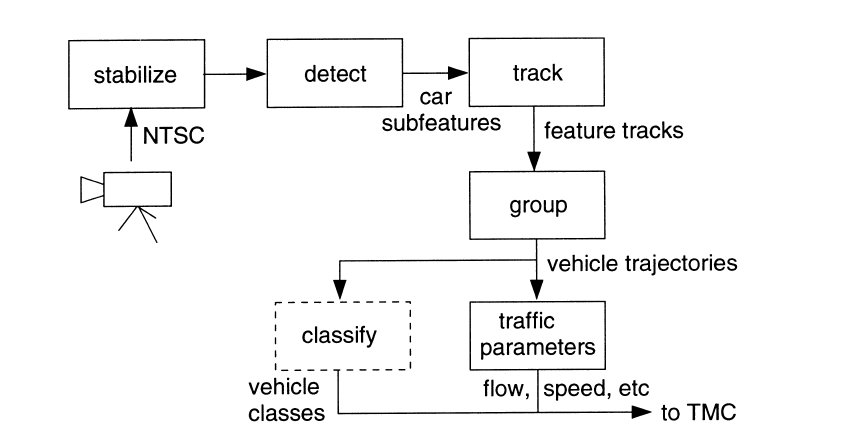 stabilize
detect
track
car
subfeatures
NTSC
feature tracks
group
vehicle trajectories
classify
traffic
parameters
vehicle
classes
flow, speed, etc
to TMC